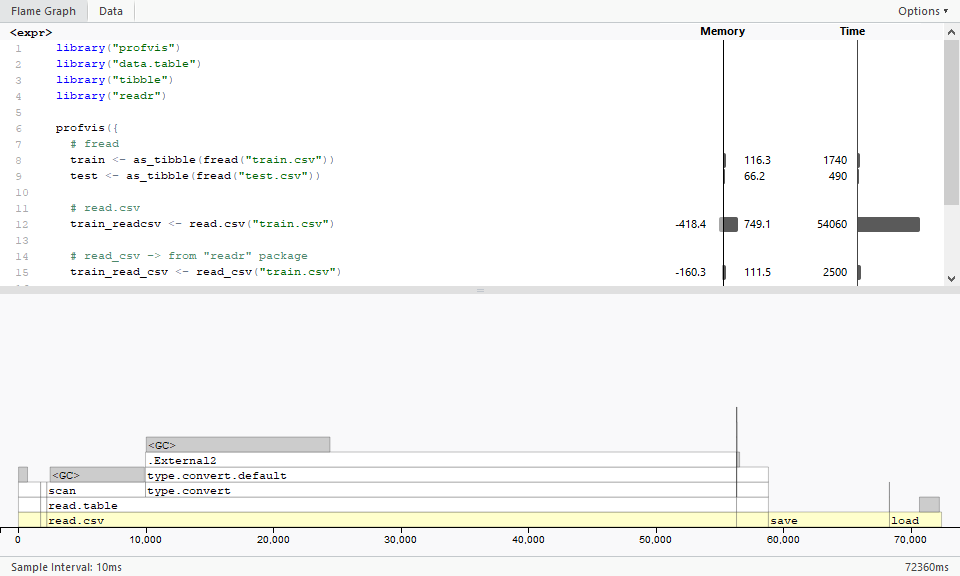 Flame Graph Data Options ▾
<expr> Memory Time
1 library("profvis")
2 library("data.table")
3 library("tibble")
4 library("readr")
5
6 profvis({
7 # fread
8 train <- as_tibble(fread("train.csv")) 116.3 1740
9 test <- as_tibble(fread("test.csv")) 66.2 490
10
11 # read.csv
12 train_readcsv <- read.csv("train.csv") -418.4 749.1 54060
13
14 # read_csv -> from "readr" package
15 train_read_csv <- read_csv("train.csv") -160.3 111.5 2500
<GC>
.External2
<GC> type.convert.default
scan type.convert
read.table
read.csv save load
0 10,000 20,000 30,000 40,000 50,000 60,000 70,000
Sample Interval: 10ms 72360ms